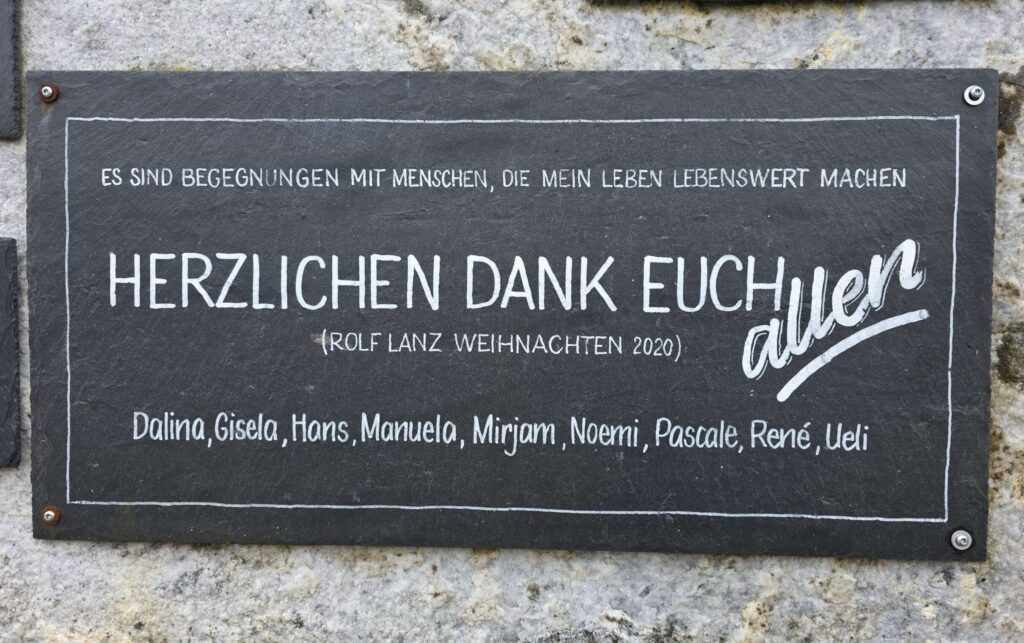 ES SIND BEGEGNUNGEN MIT MENSCHEN, DIE MEIN LEBEN LEBENSWERT MACHEN
HERZLICHEN DANK EUCH allen
(ROLF LANZ WEIHNACHTEN 2020)
Dalina, Gisela, Hans, Manuela, Mirjam, Noemi, Pascale, René, Ueli